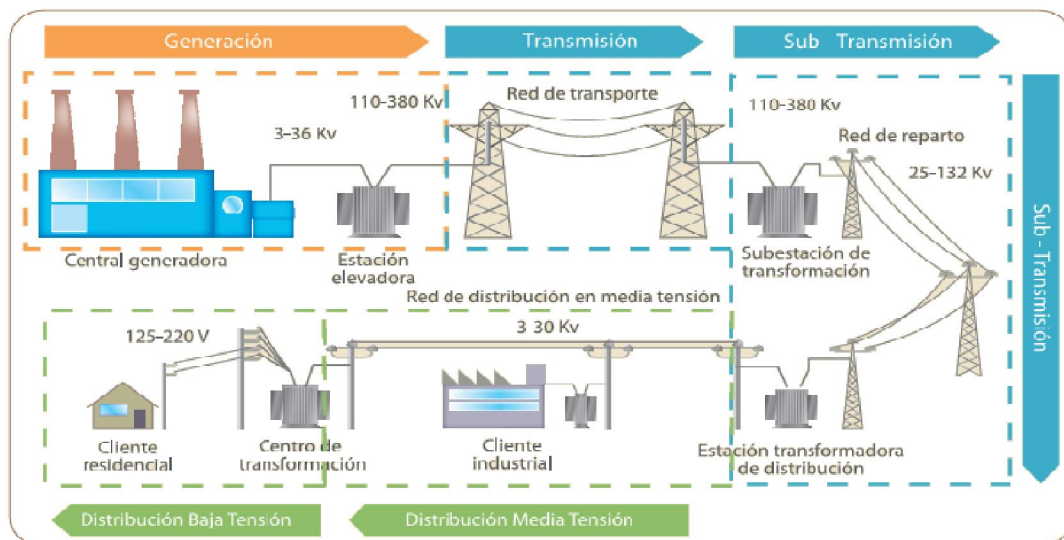 Generación
Transmisión
Sub Transmisión
110-380 Kv
3-36 Kv
Red de transporte
110-380 Kv
Red de reparto
25-132 Kv
Central generadora
Estación
elevadora
Subestación de
transformación
Sub - Transmisión
Red de distribución en media tensión
125-220 V
3 30 Kv
Cliente
residencial
Centro de
transformación
Cliente
industrial
Estación transformadora
de distribución
Distribución Baja Tensión
Distribución Media Tensión